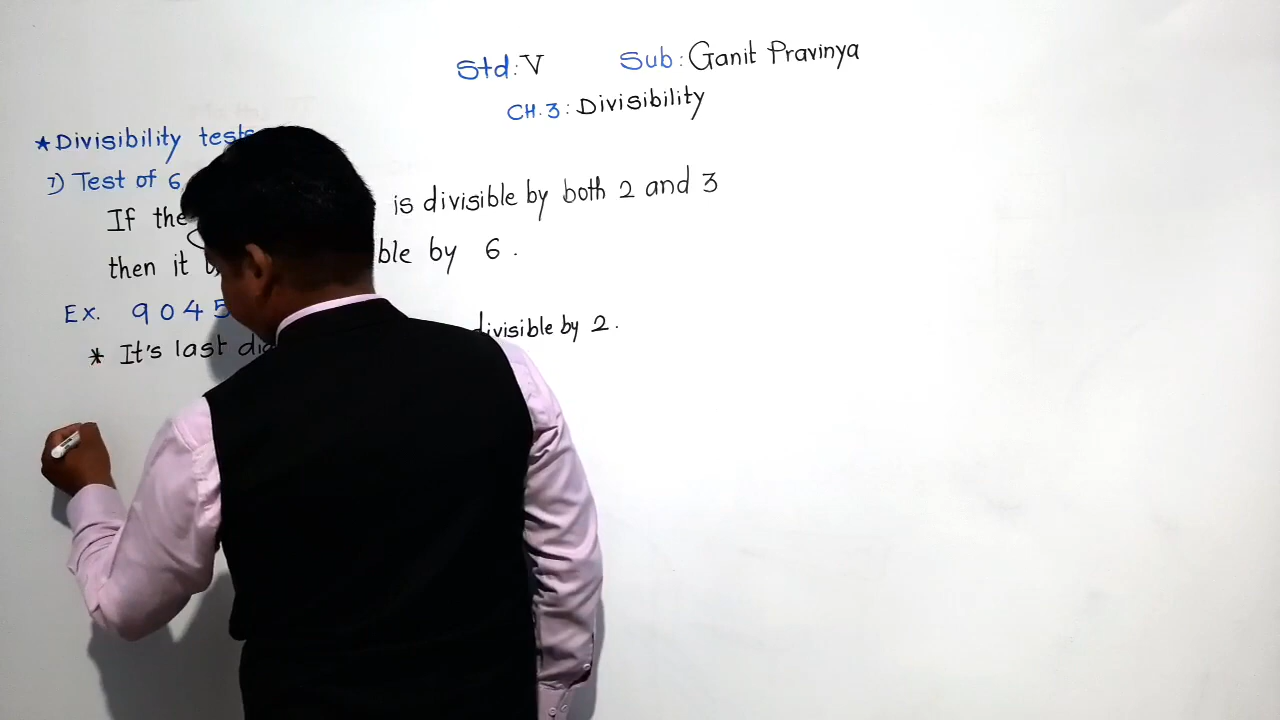 Std: V Sub: Ganit Pravinya
CH.3: Divisibility
* Divisibility tests
7) Test of 6
If the is divisible by both 2 and 3
then it ble by 6.
Ex. 9045
* It's last divisible by 2.